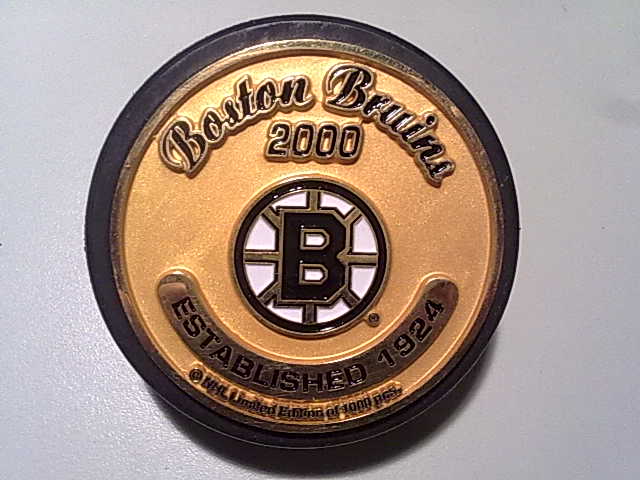 Boston Bruins
2000
B
®
ESTABLISHED 1924
© NHL Limited Edition of 1000 pcs.